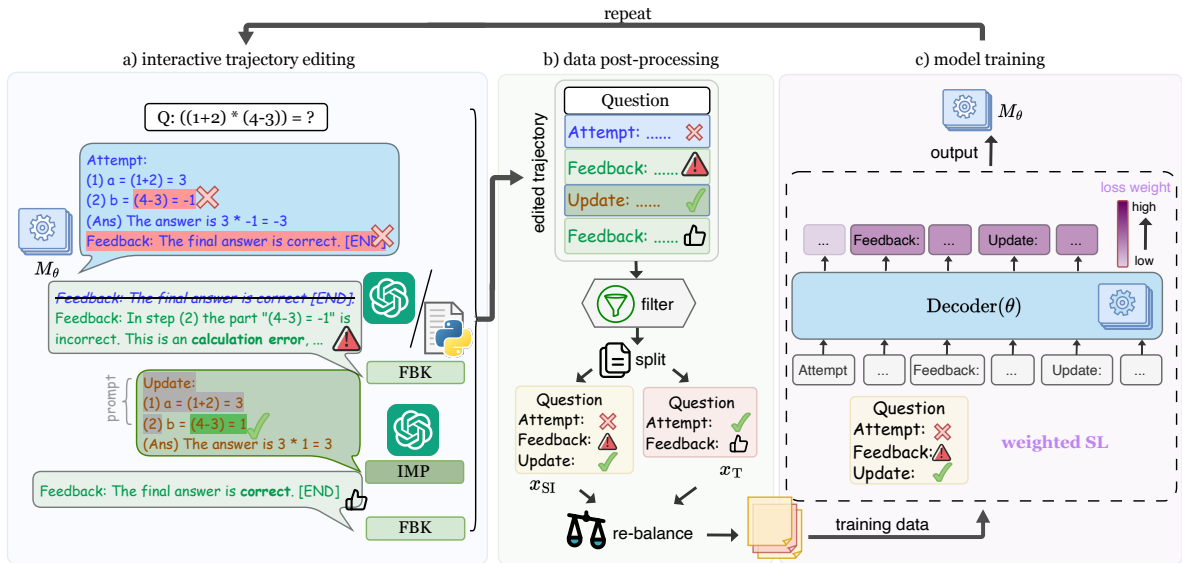 repeat
a) interactive trajectory editing
Q: ((1+2) * (4-3)) = ?
Attempt:
(1) a = (1+2) = 3
(2) b = (4-3) = -1
(Ans) The answer is 3 * -1 = -3
Feedback: The final answer is correct. [END]
Mθ
Feedback: The final answer is correct [END].
Feedback: In step (2) the part "(4-3) = -1" is
incorrect. This is an calculation error, ...
FBK
prompt
Update:
(1) a = (1+2) = 3
(2) b = (4-3) = 1
(Ans) The answer is 3 * 1 = 3
IMP
Feedback: The final answer is correct. [END]
FBK
b) data post-processing
edited trajectory
Question
Attempt: ......
Feedback: ......
Update: ......
Feedback: ......
filter
split
Question
Attempt:
Feedback:
Update:
xSI
Question
Attempt:
Feedback:
xT
re-balance
training data
c) model training
Mθ
output
loss weight
high
low
...
Feedback:
...
Update:
...
Decoder(θ)
Attempt
...
Feedback:
...
Update:
...
Question
Attempt:
Feedback:
Update:
weighted SL